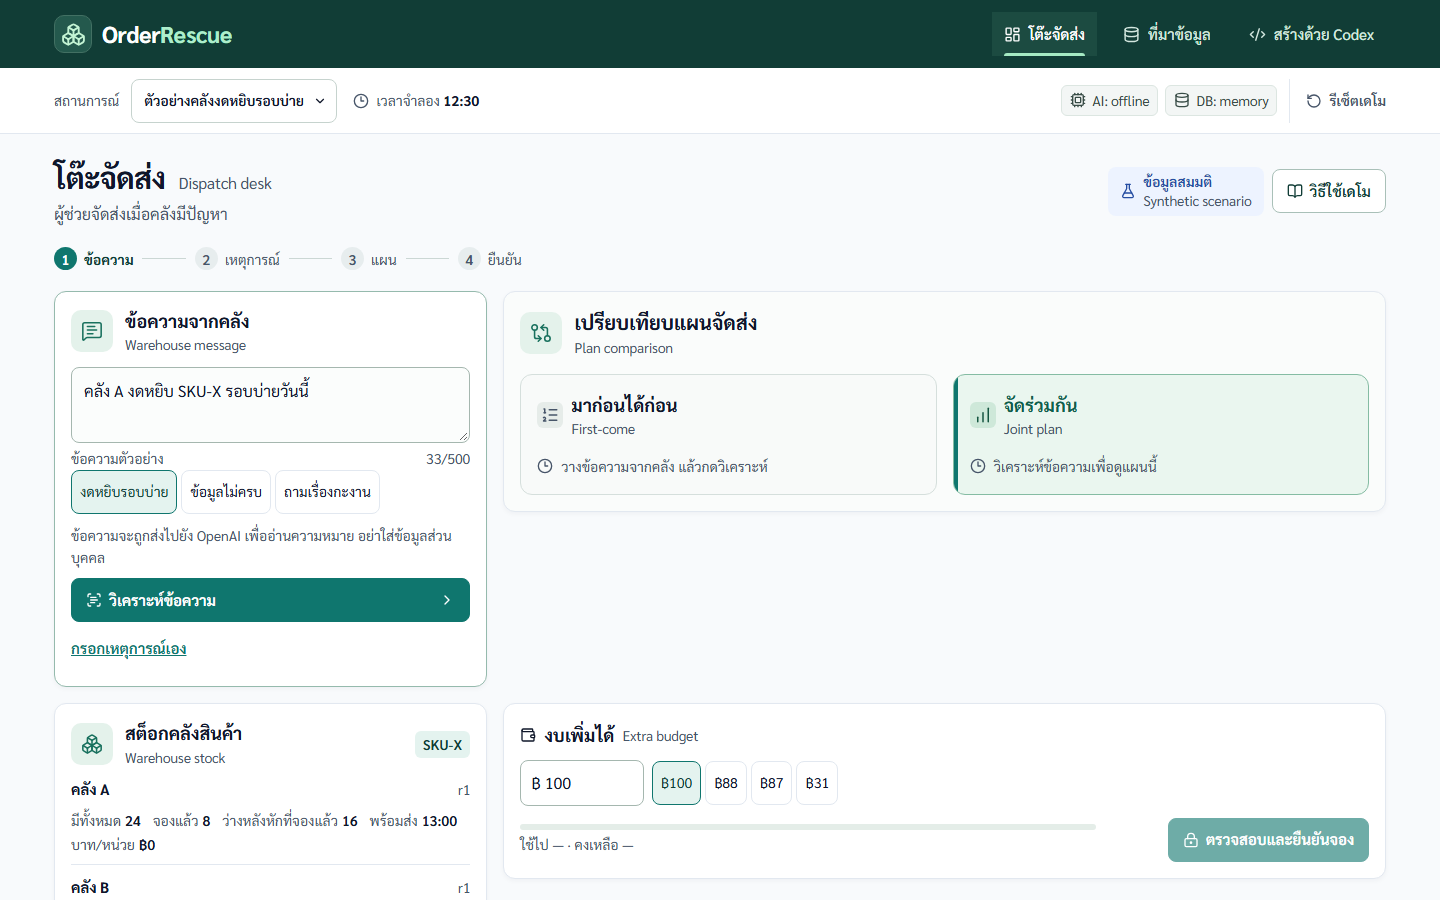 OrderRescue
โต๊ะจัดส่ง
ที่มาข้อมูล
สร้างด้วย Codex
สถานการณ์
ตัวอย่างคลังงดหยิบรอบบ่าย
เวลาจำลอง 12:30
AI: offline
DB: memory
รีเซ็ตเดโม
โต๊ะจัดส่ง Dispatch desk
ผู้ช่วยจัดส่งเมื่อคลังมีปัญหา
ข้อมูลสมมติ
Synthetic scenario
วิธีใช้เดโม
1 ข้อความ
2 เหตุการณ์
3 แผน
4 ยืนยัน
ข้อความจากคลัง
Warehouse message
คลัง A งดหยิบ SKU-X รอบบ่ายวันนี้
ข้อความตัวอย่าง
33/500
งดหยิบรอบบ่าย
ข้อมูลไม่ครบ
ถามเรื่องกะงาน
ข้อความจะถูกส่งไปยัง OpenAI เพื่ออ่านความหมาย อย่าใส่ข้อมูลส่วน
บุคคล
วิเคราะห์ข้อความ
กรอกเหตุการณ์เอง
เปรียบเทียบแผนจัดส่ง
Plan comparison
มาก่อนได้ก่อน
First-come
วางข้อความจากคลัง แล้วกดวิเคราะห์
จัดร่วมกัน
Joint plan
วิเคราะห์ข้อความเพื่อดูแผนนี้
สต็อกคลังสินค้า
Warehouse stock
SKU-X
คลัง A
r1
มีทั้งหมด 24 จองแล้ว 8 ว่างหลังหักที่จองแล้ว 16 พร้อมส่ง 13:00
บาท/หน่วย ฿0
คลัง B
r1
งบเพิ่มได้ Extra budget
฿ 100
฿100
฿88
฿87
฿31
ใช้ไป — · คงเหลือ —
ตรวจสอบและยืนยันจอง